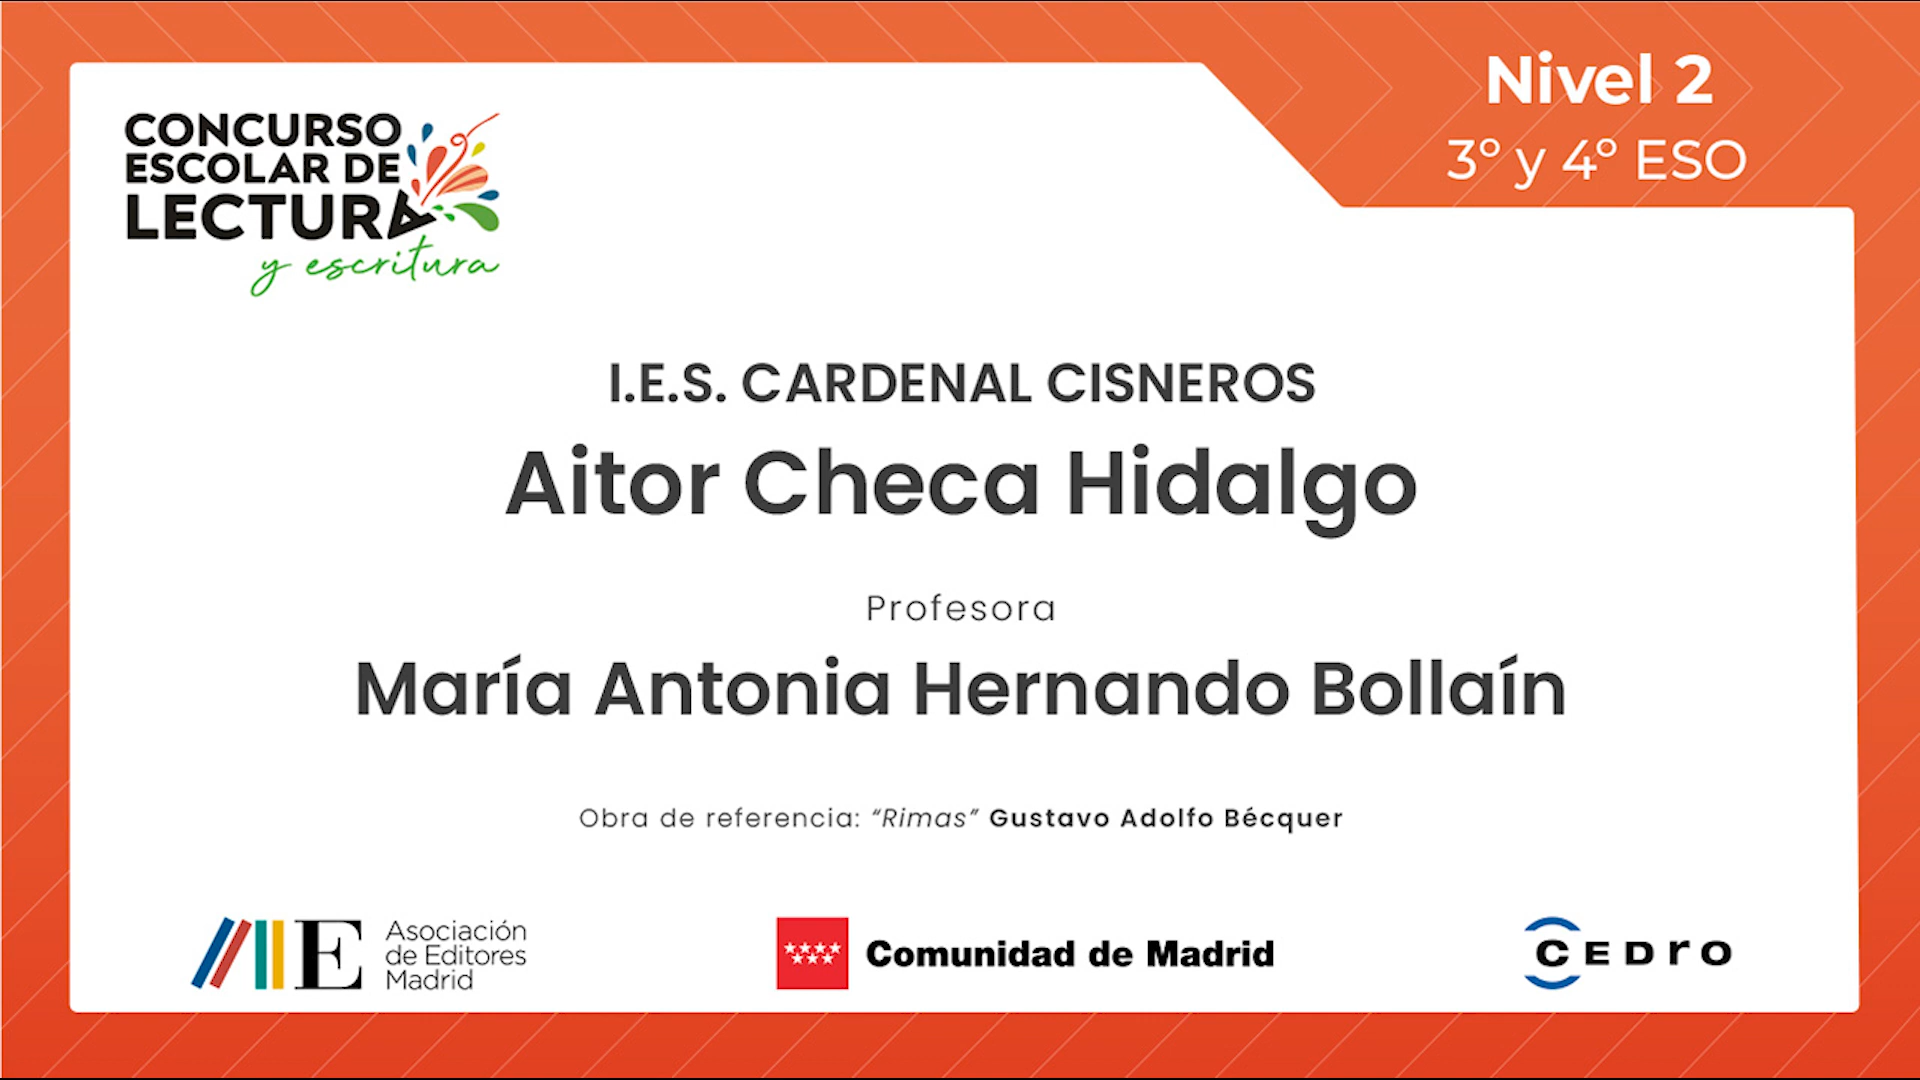 CONCURSO
ESCOLAR DE
LECTURA
y escritura
Nivel 2
3º y 4º ESO
I.E.S. CARDENAL CISNEROS
Aitor Checa Hidalgo
Profesora
María Antonia Hernando Bollaín
Obra de referencia: “Rimas” Gustavo Adolfo Bécquer
Æ Asociación
de Editores
Madrid
Comunidad de Madrid
CEDrO